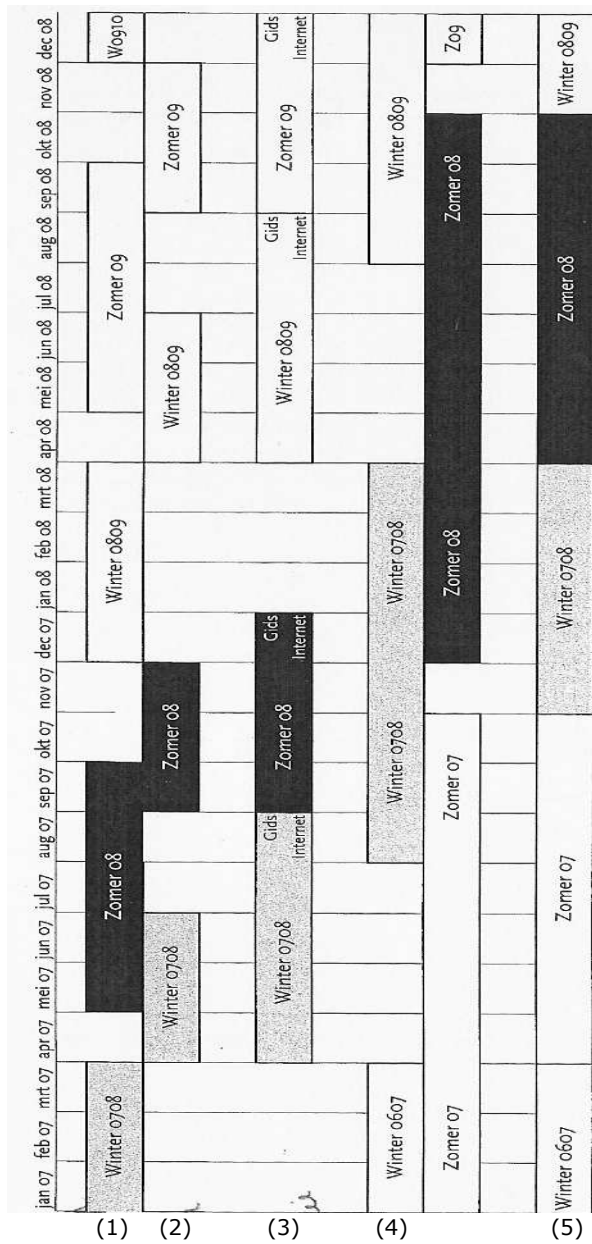 jan 07 feb 07 mrt 07 apr 07 mei 07 jun 07 jul 07 aug 07 sep 07 okt 07 nov 07 dec 07 jan 08 feb 08 mrt 08 apr 08 mei 08 jun 08 jul 08 aug 08 sep 08 okt 08 nov 08 dec 08
(1) Winter 0708 Zomer 08 Winter 0809 Zomer 09 W0910
(2) Winter 0708 Zomer 08 Winter 0809 Zomer 09
Gids Gids Gids Gids
(3) Winter 0708 Zomer 08 Winter 0809 Zomer 09
Internet Internet Internet Internet
(4) Winter 0607 Winter 0708 Winter 0708 Winter 0809
Zomer 07 Zomer 07 Zomer 08 Zomer 08 Z09
(5) Winter 0607 Zomer 07 Winter 0708 Zomer 08 Winter 0809